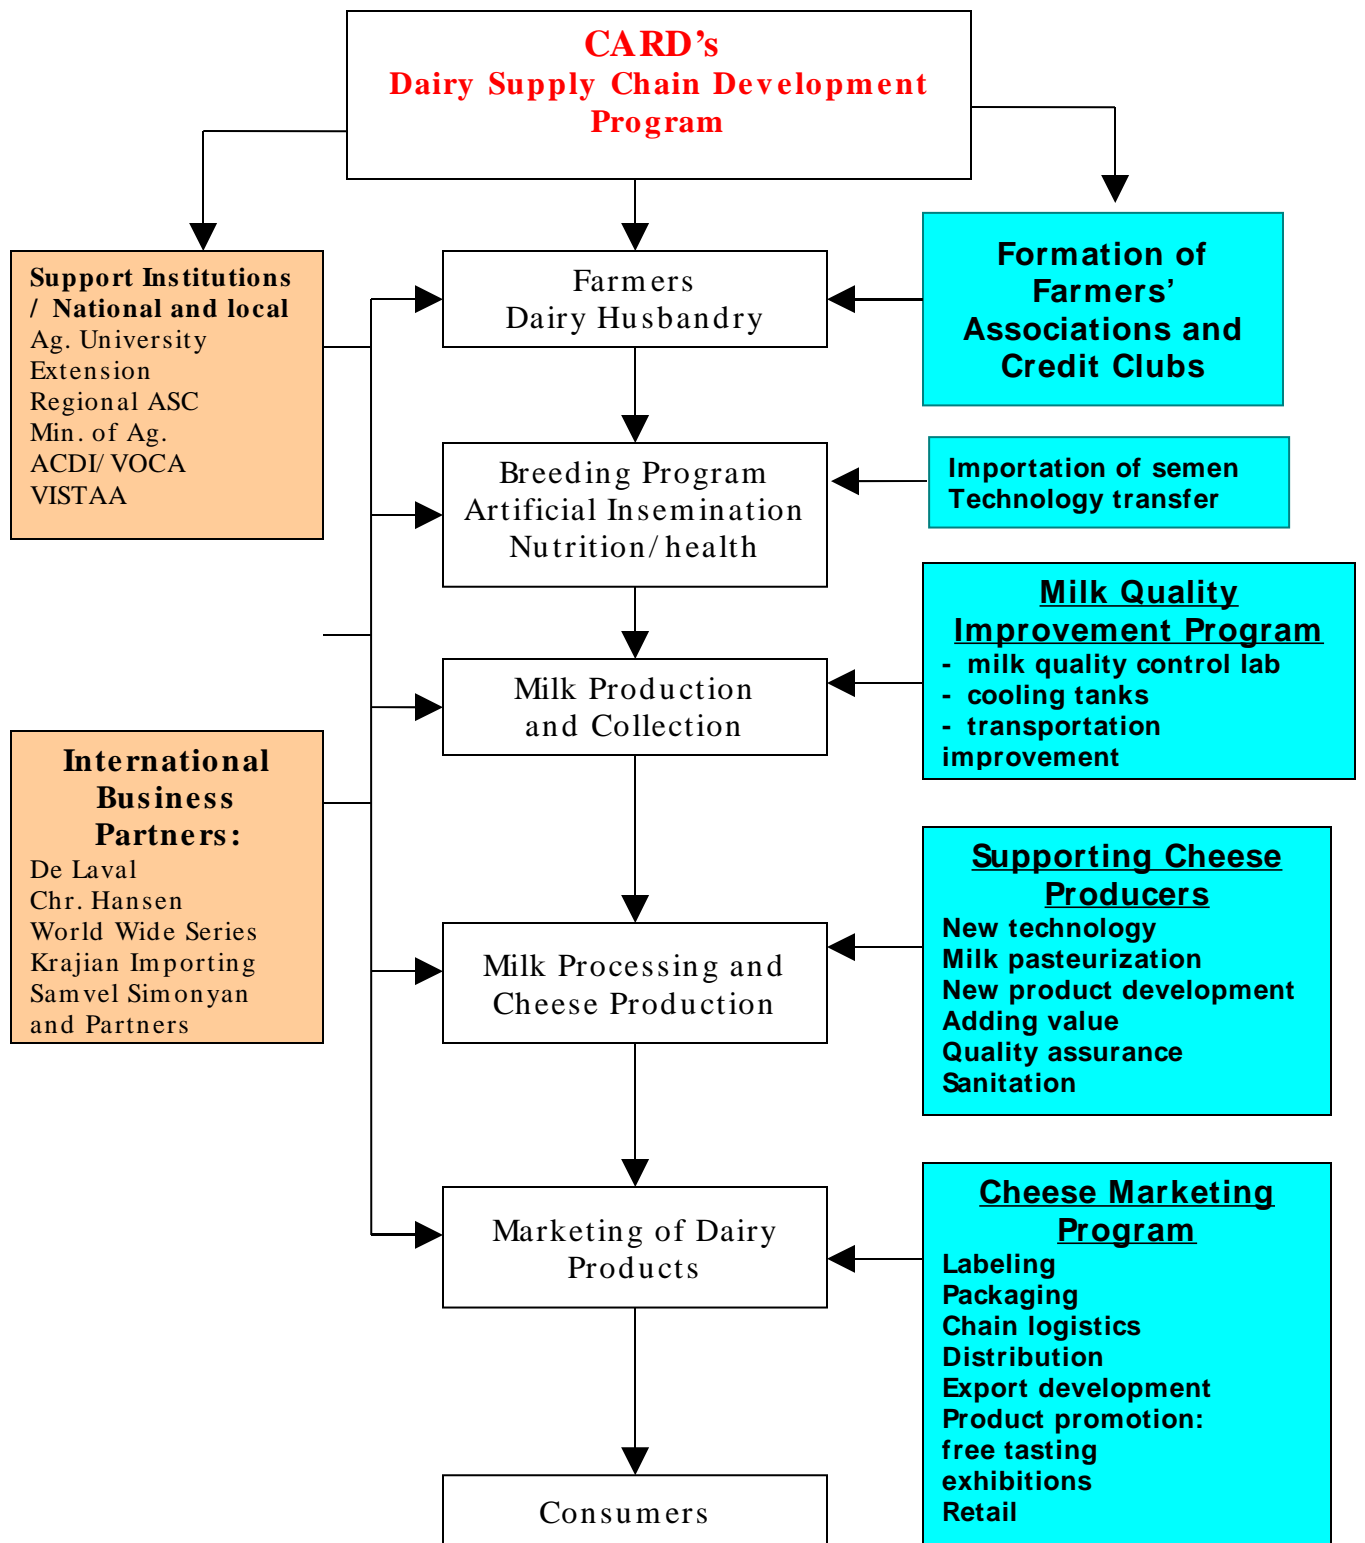 CARD’s
Dairy Supply Chain Development
Program
Support Institutions
/ National and local
Ag. University
Extension
Regional ASC
Min. of Ag.
ACDI/ VOCA
VISTAA
International
Business
Partners:
De Laval
Chr. Hansen
World Wide Series
Krajian Importing
Samvel Simonyan
and Partners
Farmers
Dairy Husbandry
Breeding Program
Artificial Insemination
Nutrition/ health
Milk Production
and Collection
Milk Processing and
Cheese Production
Marketing of Dairy
Products
Consumers
Formation of
Farmers’
Associations and
Credit Clubs
Importation of semen
Technology transfer
Milk Quality
Improvement Program
- milk quality control lab
- cooling tanks
- transportation
improvement
Supporting Cheese
Producers
New technology
Milk pasteurization
New product development
Adding value
Quality assurance
Sanitation
Cheese Marketing
Program
Labeling
Packaging
Chain logistics
Distribution
Export development
Product promotion:
free tasting
exhibitions
Retail